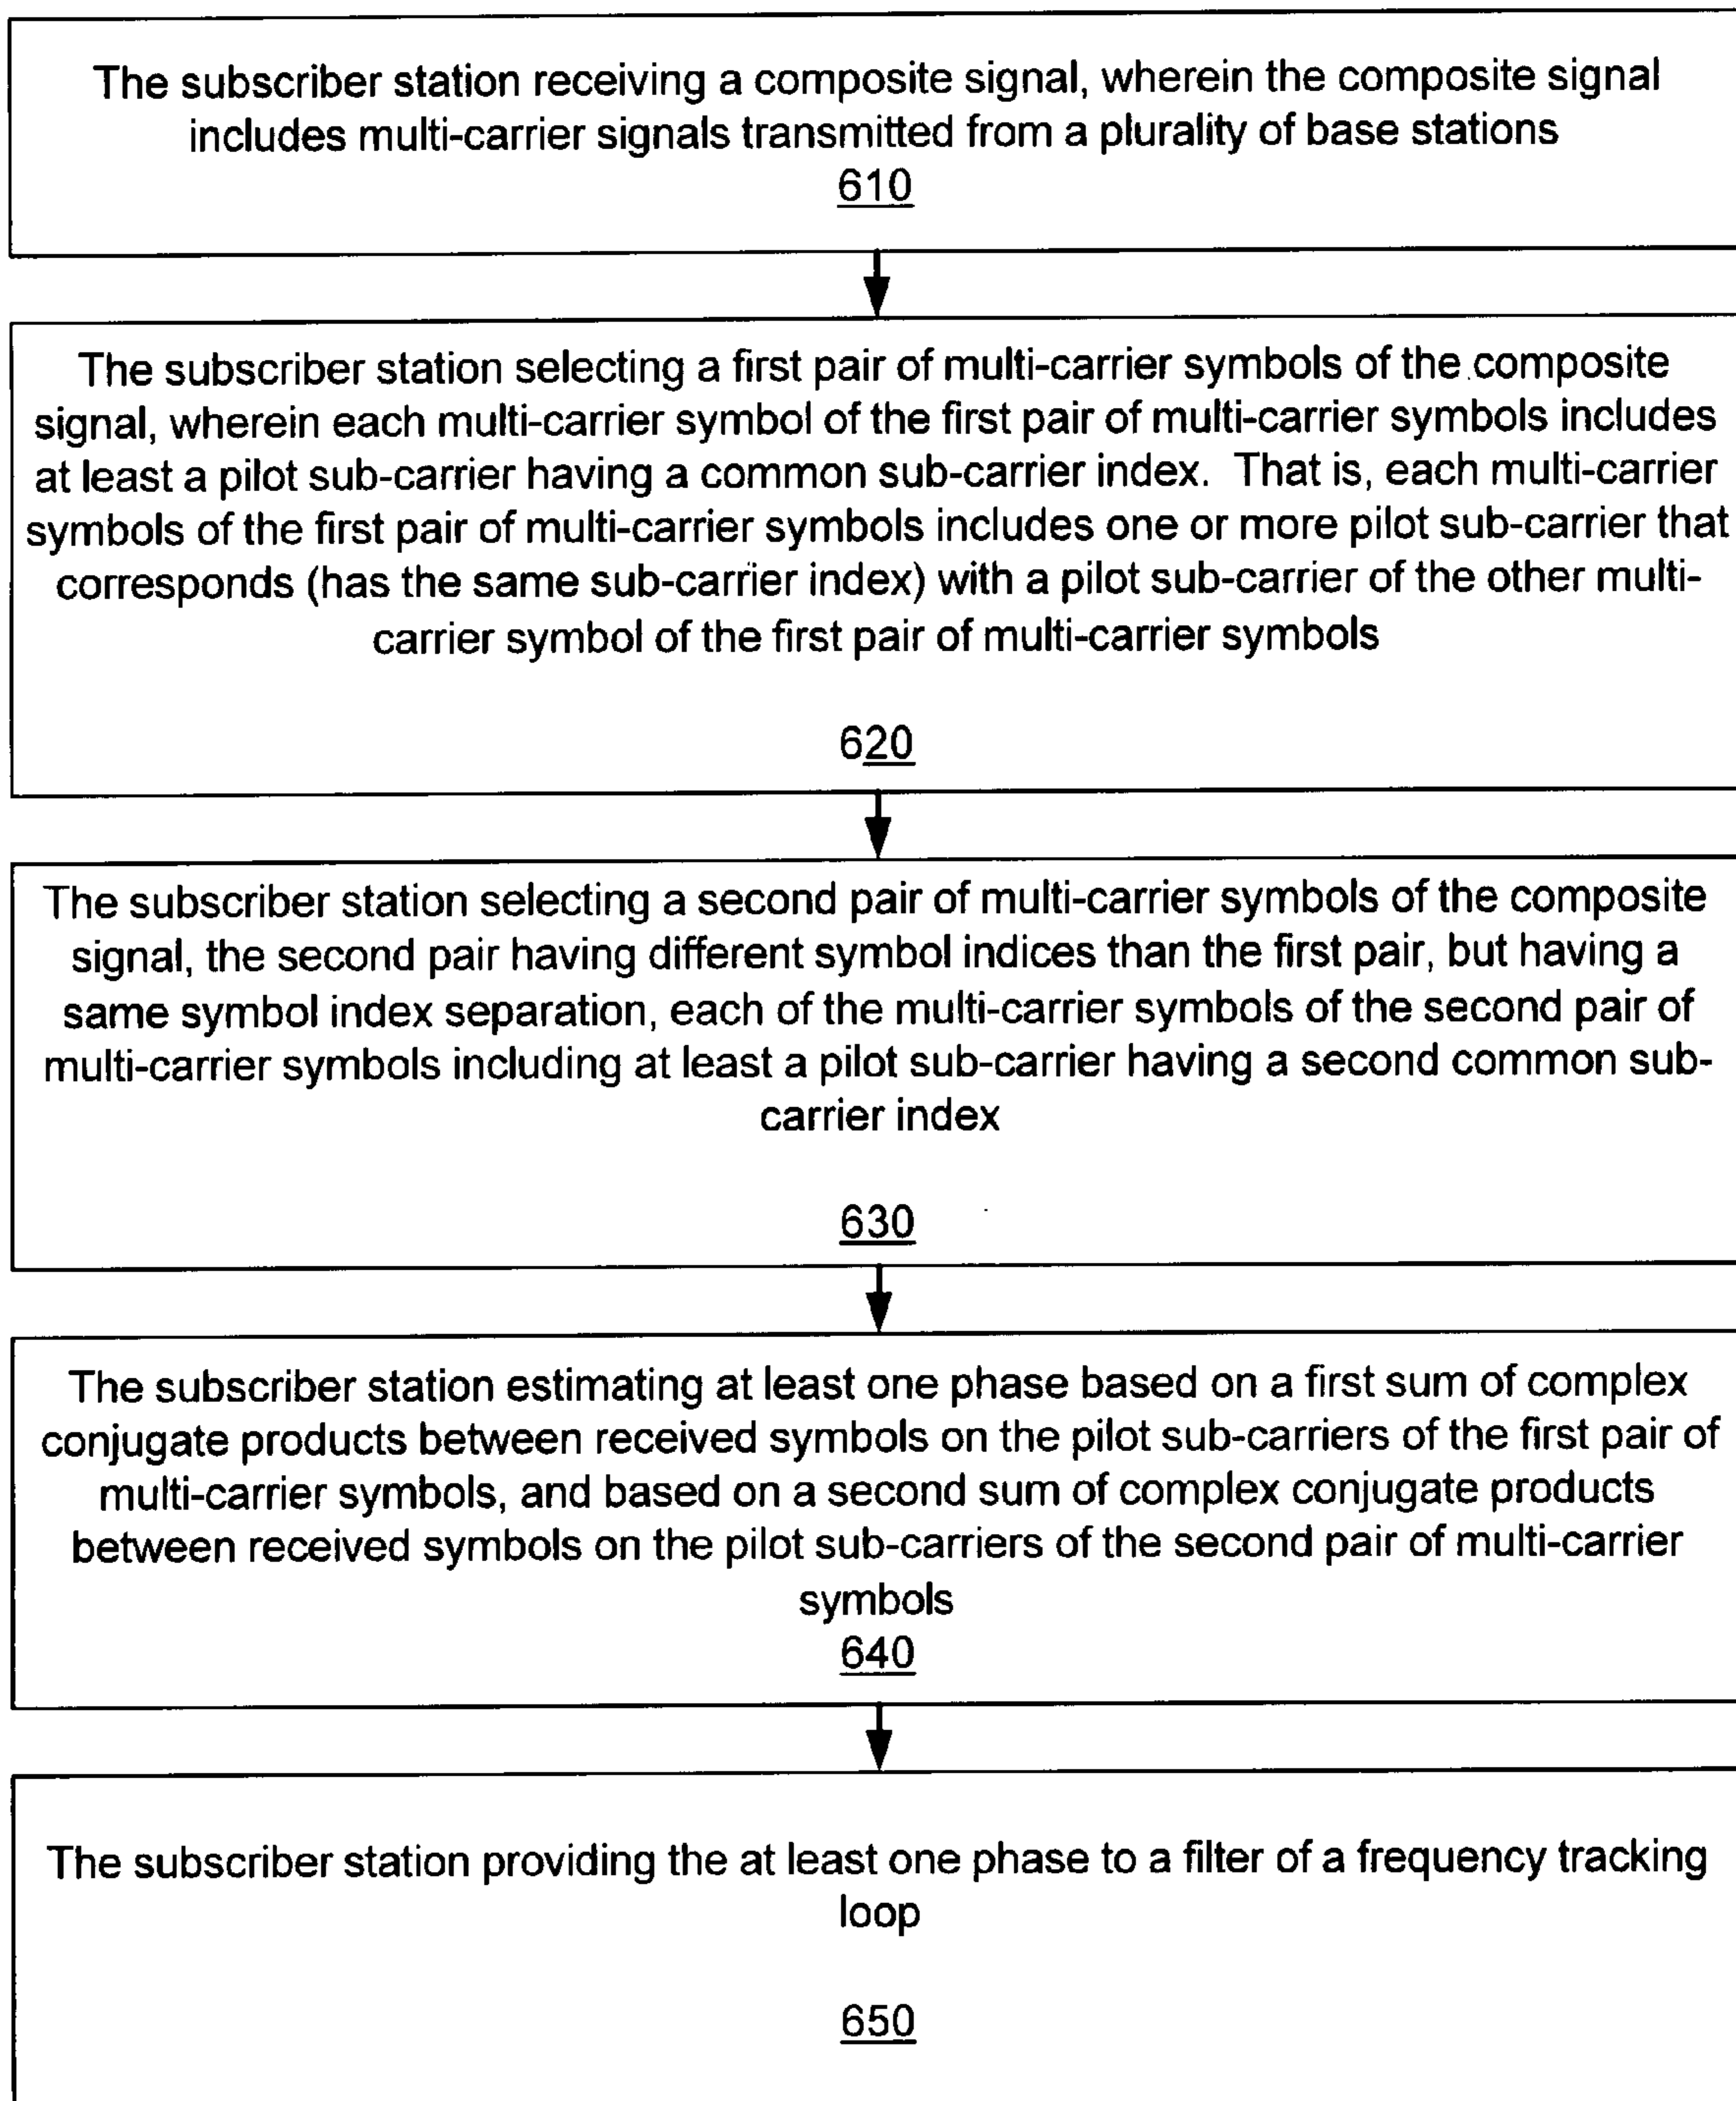 The subscriber station receiving a composite signal, wherein the composite signal
includes multi-carrier signals transmitted from a plurality of base stations
610
The subscriber station selecting a first pair of multi-carrier symbols of the composite
signal, wherein each multi-carrier symbol of the first pair of multi-carrier symbols includes
at least a pilot sub-carrier having a common sub-carrier index. That is, each multi-carrier
symbols of the first pair of multi-carrier symbols includes one or more pilot sub-carrier that
corresponds (has the same sub-carrier index) with a pilot sub-carrier of the other multi-
carrier symbol of the first pair of multi-carrier symbols
620
The subscriber station selecting a second pair of multi-carrier symbols of the composite
signal, the second pair having different symbol indices than the first pair, but having a
same symbol index separation, each of the multi-carrier symbols of the second pair of
multi-carrier symbols including at least a pilot sub-carrier having a second common sub-
carrier index
630
The subscriber station estimating at least one phase based on a first sum of complex
conjugate products between received symbols on the pilot sub-carriers of the first pair of
multi-carrier symbols, and based on a second sum of complex conjugate products
between received symbols on the pilot sub-carriers of the second pair of multi-carrier
symbols
640
The subscriber station providing the at least one phase to a filter of a frequency tracking
loop
650